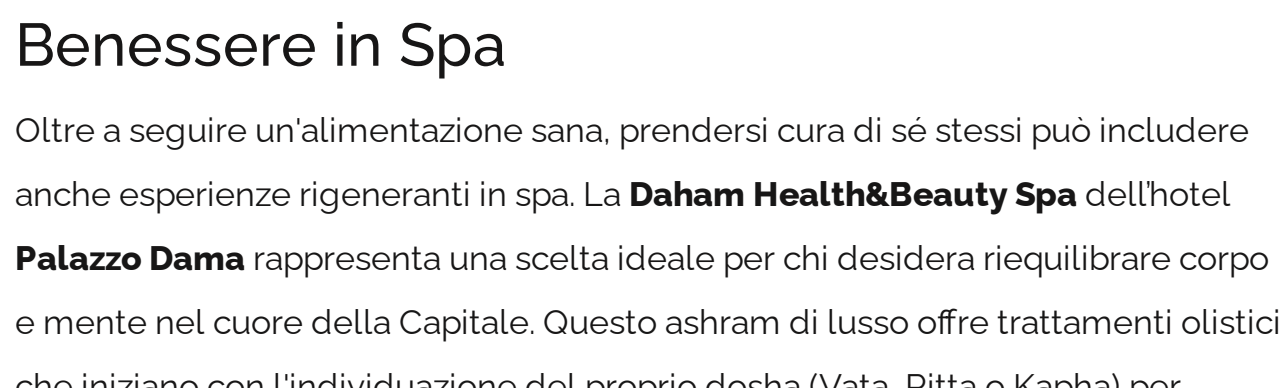 Benessere in Spa
Oltre a seguire un'alimentazione sana, prendersi cura di sé stessi può includere
anche esperienze rigeneranti in spa. La Daham Health&Beauty Spa dell’hotel
Palazzo Dama rappresenta una scelta ideale per chi desidera riequilibrare corpo
e mente nel cuore della Capitale. Questo ashram di lusso offre trattamenti olistici
che iniziano con l'individuazione del proprio dosha (Vata, Pitta o Kapha) per